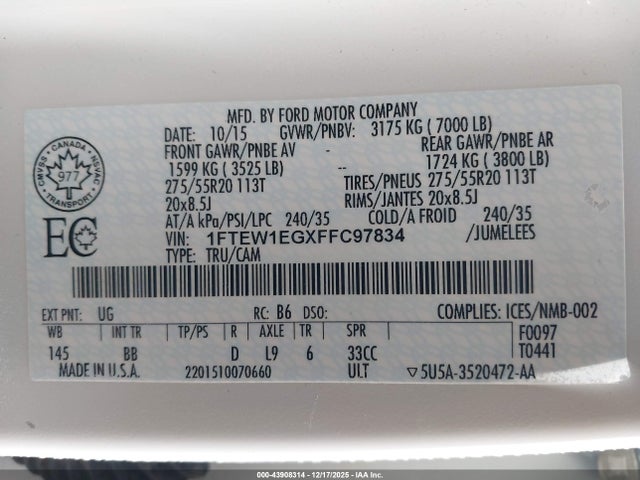 MFD. BY FORD MOTOR COMPANY
DATE: 10/15 GVWR/PNBV: 3175 KG ( 7000 LB)
FRONT GAWR/PNBE AV - REAR GAWR/PNBE AR
1599 KG ( 3525 LB) -- 1724 KG ( 3800 LB)
275/55R20 113T TIRES/PNEUS 275/55R20 113T
20x8.5J RIMS/JANTES 20x8.5J
AT/A kPa/PSI/LPC 240/35 COLD/A FROID 240/35
VIN: 1FTEW1EGXFFC97834 /JUMELEES
TYPE: TRU/CAM
CMVSS CANADA NSVAC
977
TRANSPORT
EC
EXT PNT: UG RC: B6 DSO: COMPLIES: ICES/NMB-002
WB INT TR TP/PS R AXLE TR SPR F0097
145 BB D L9 6 33CC T0441
MADE IN U.S.A. 2201510070660 ULT ▽5U5A-3520472-AA
000-43908314 - 12/17/2025 - IAA Inc.